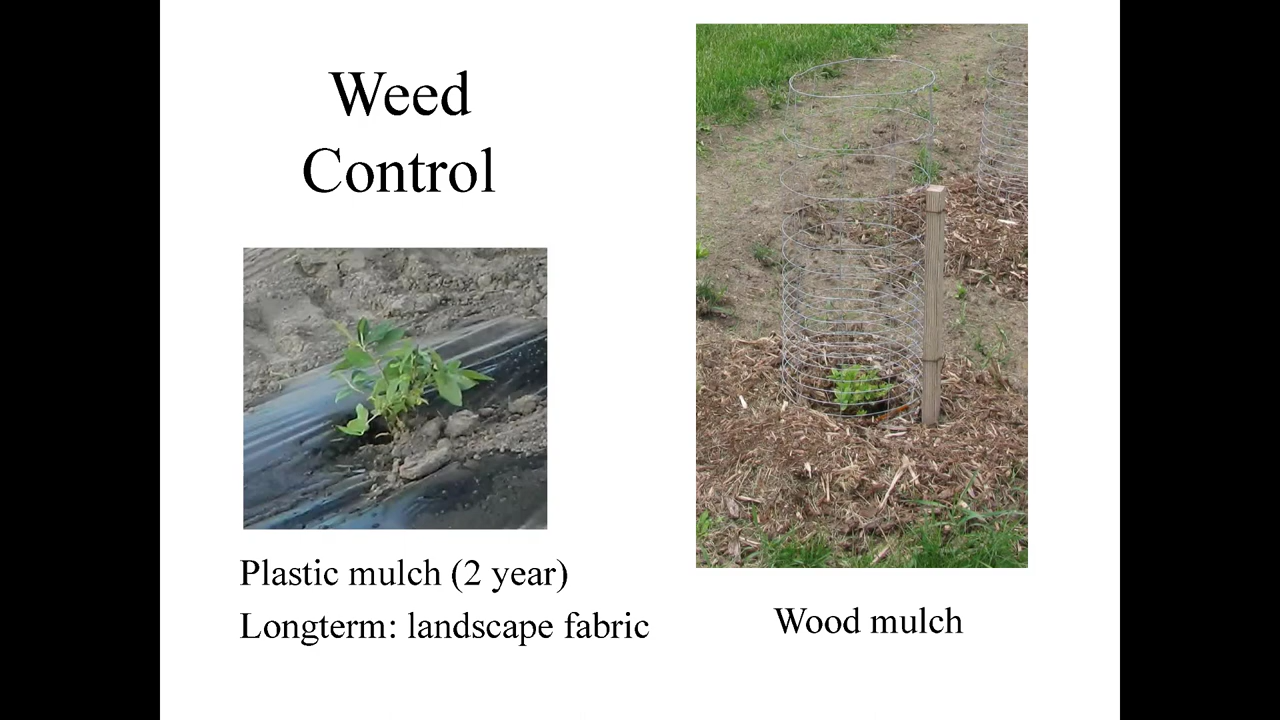 Weed
Control
Plastic mulch (2 year)
Longterm: landscape fabric
Wood mulch